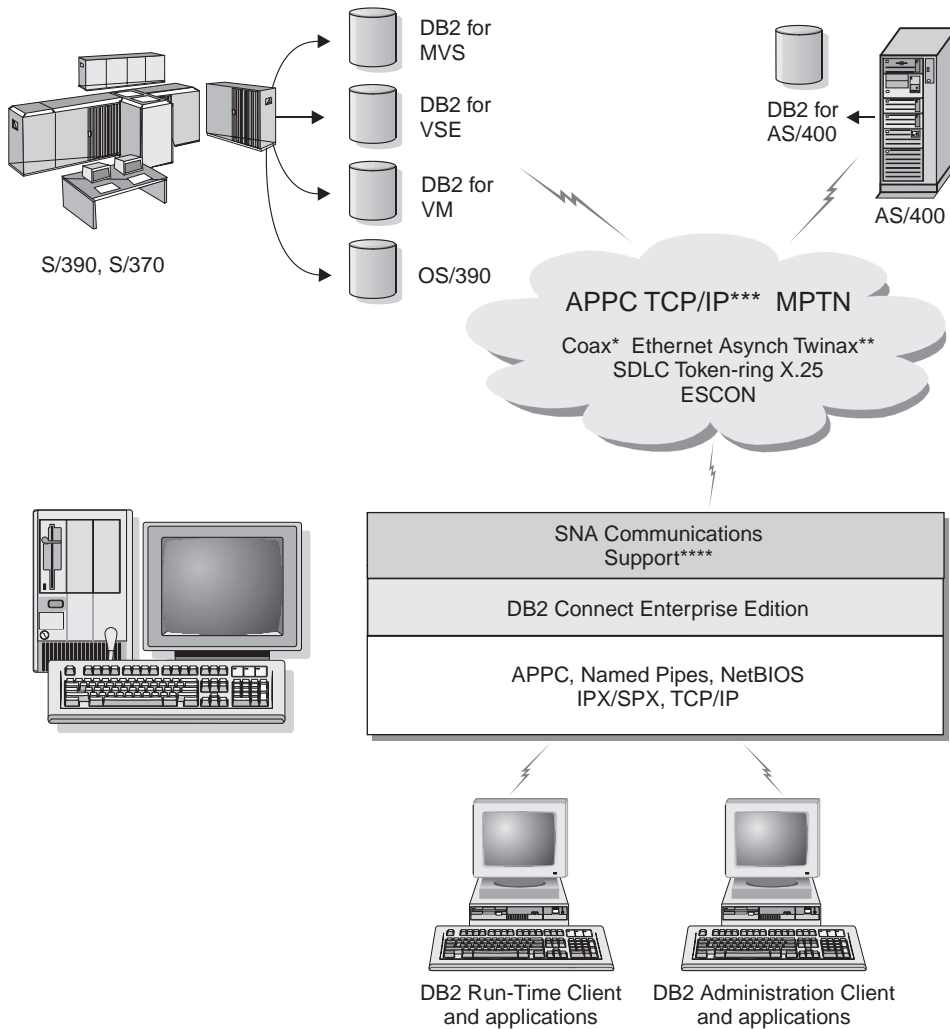 DB2 for
MVS
DB2 for
VSE
DB2 for
VM
OS/390
S/390, S/370
DB2 for
AS/400
AS/400
APPC TCP/IP*** MPTN
Coax* Ethernet Asynch Twinax**
SDLC Token-ring X.25
ESCON
SNA Communications
Support****
DB2 Connect Enterprise Edition
APPC, Named Pipes, NetBIOS
IPX/SPX, TCP/IP
DB2 Run-Time Client
and applications
DB2 Administration Client
and applications